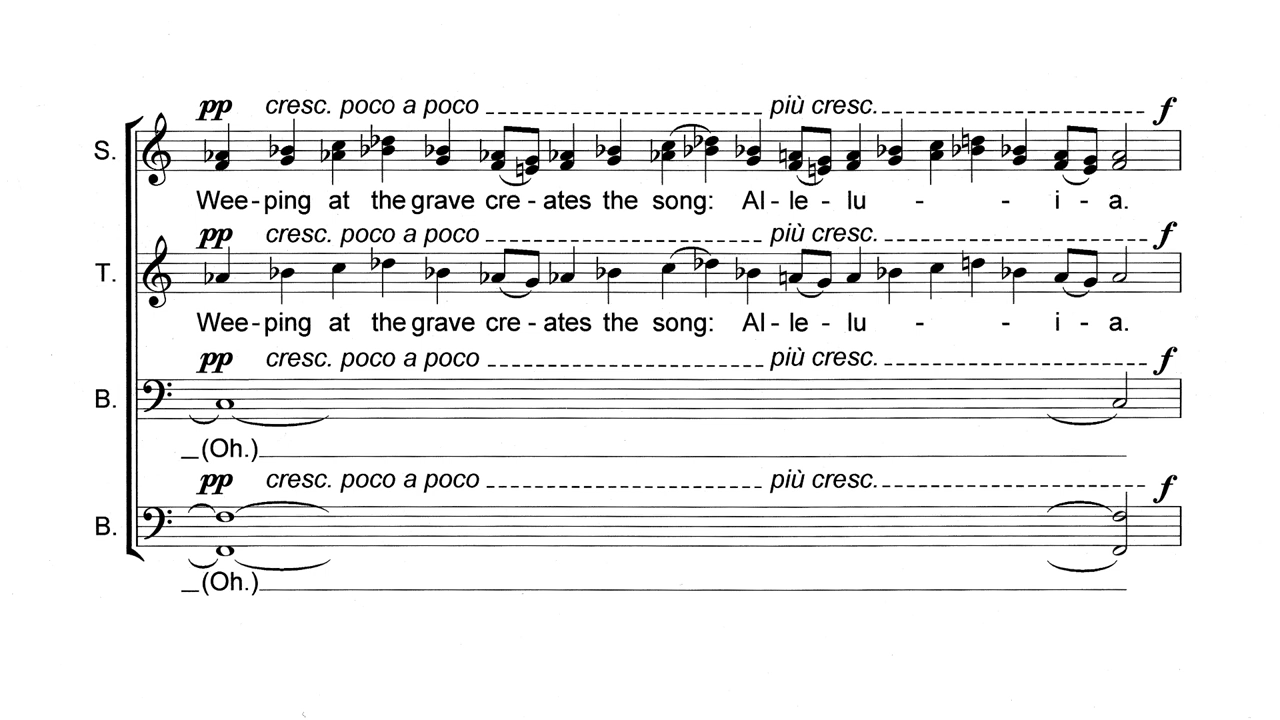 pp cresc. poco a poco più cresc. f
S.
Wee - ping at the grave cre - ates the song: Al - le - lu - - i - a.
pp cresc. poco a poco più cresc. f
T.
Wee - ping at the grave cre - ates the song: Al - le - lu - - i - a.
pp cresc. poco a poco più cresc. f
B.
_ (Oh.)
pp cresc. poco a poco più cresc. f
B.
_ (Oh.)